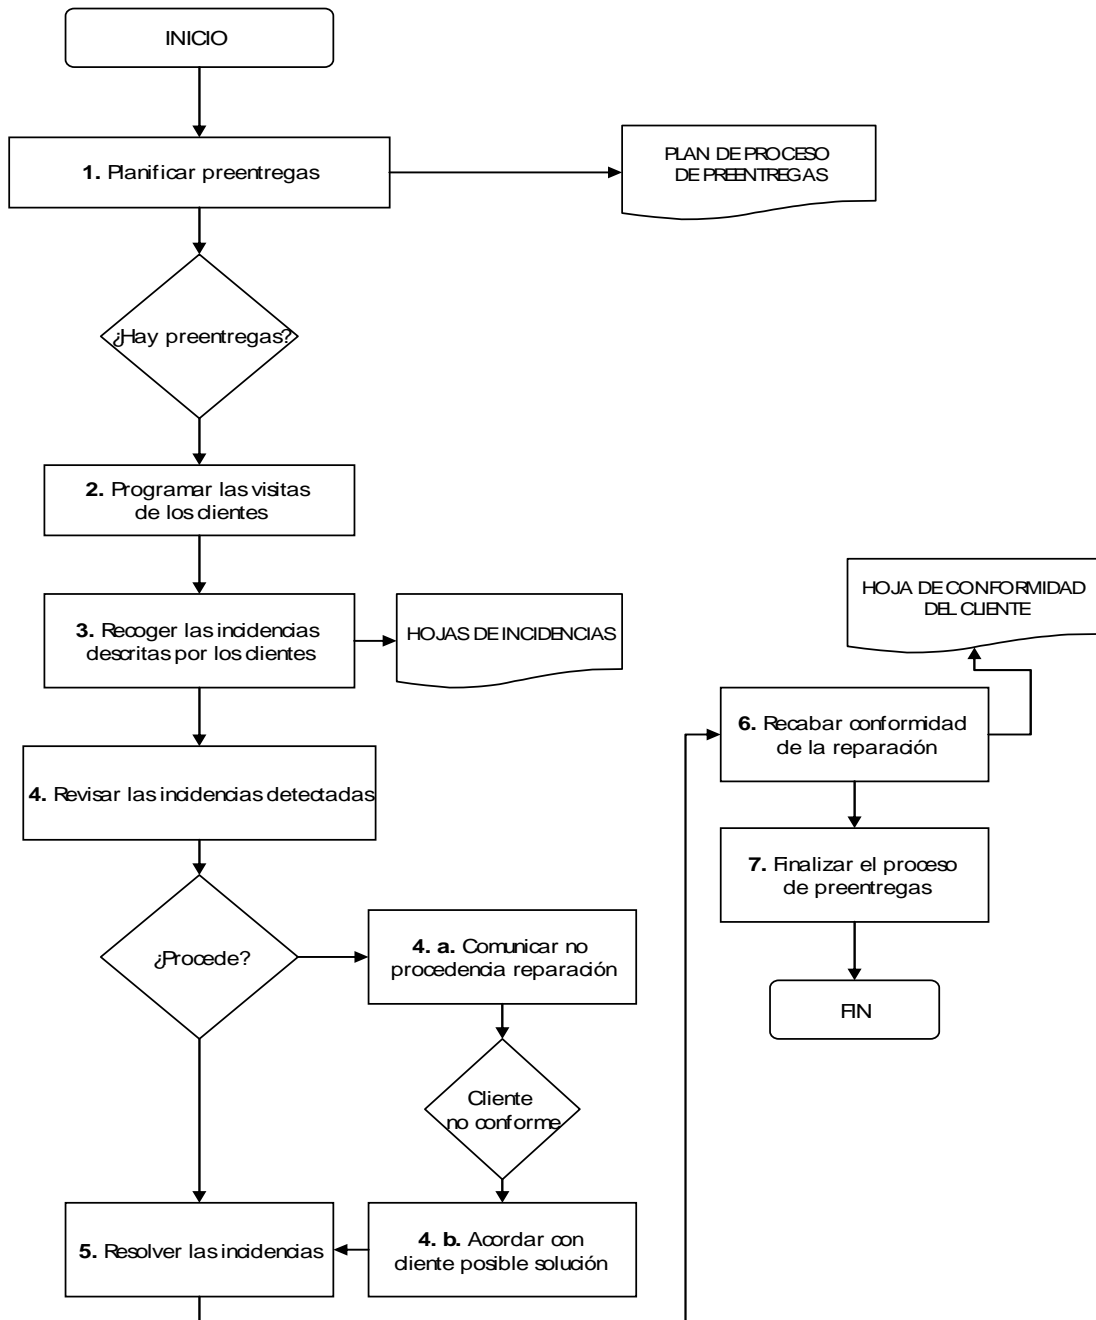 INICIO
1. Planificar preentregas
PLAN DE PROCESO
DE PREENTREGAS
¿Hay preentregas?
2. Programar las visitas
de los clientes
3. Recoger las incidencias
descritas por los clientes
HOJAS DE INCIDENCIAS
4. Revisar las incidencias detectadas
¿Procede?
4. a. Comunicar no
procedencia reparación
Cliente
no conforme
4. b. Acordar con
cliente posible solución
5. Resolver las incidencias
HOJA DE CONFORMIDAD
DEL CLIENTE
6. Recabar conformidad
de la reparación
7. Finalizar el proceso
de preentregas
FIN